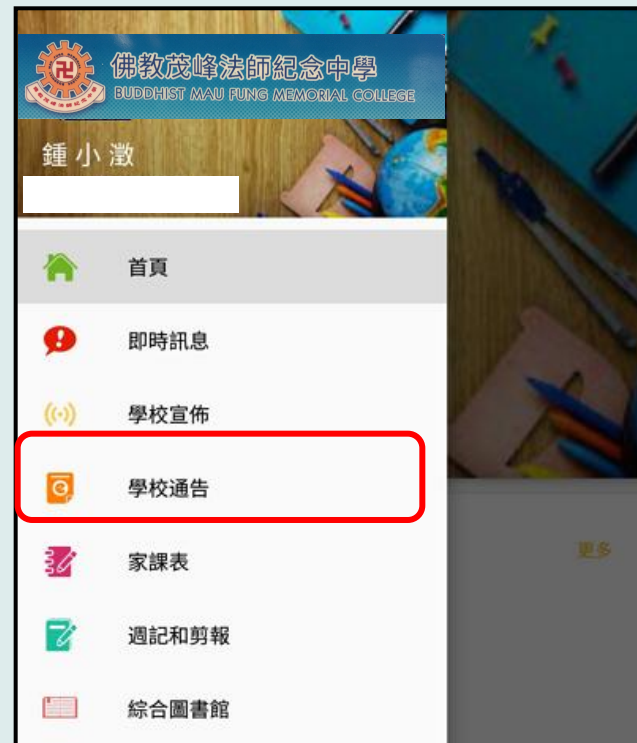 佛教茂峰法師紀念中學
BUDDHIST MAU FUNG MEMORIAL COLLEGE
鍾小澂
首頁
即時訊息
學校宣佈
學校通告
更多
家課表
週記和剪報
綜合圖書館